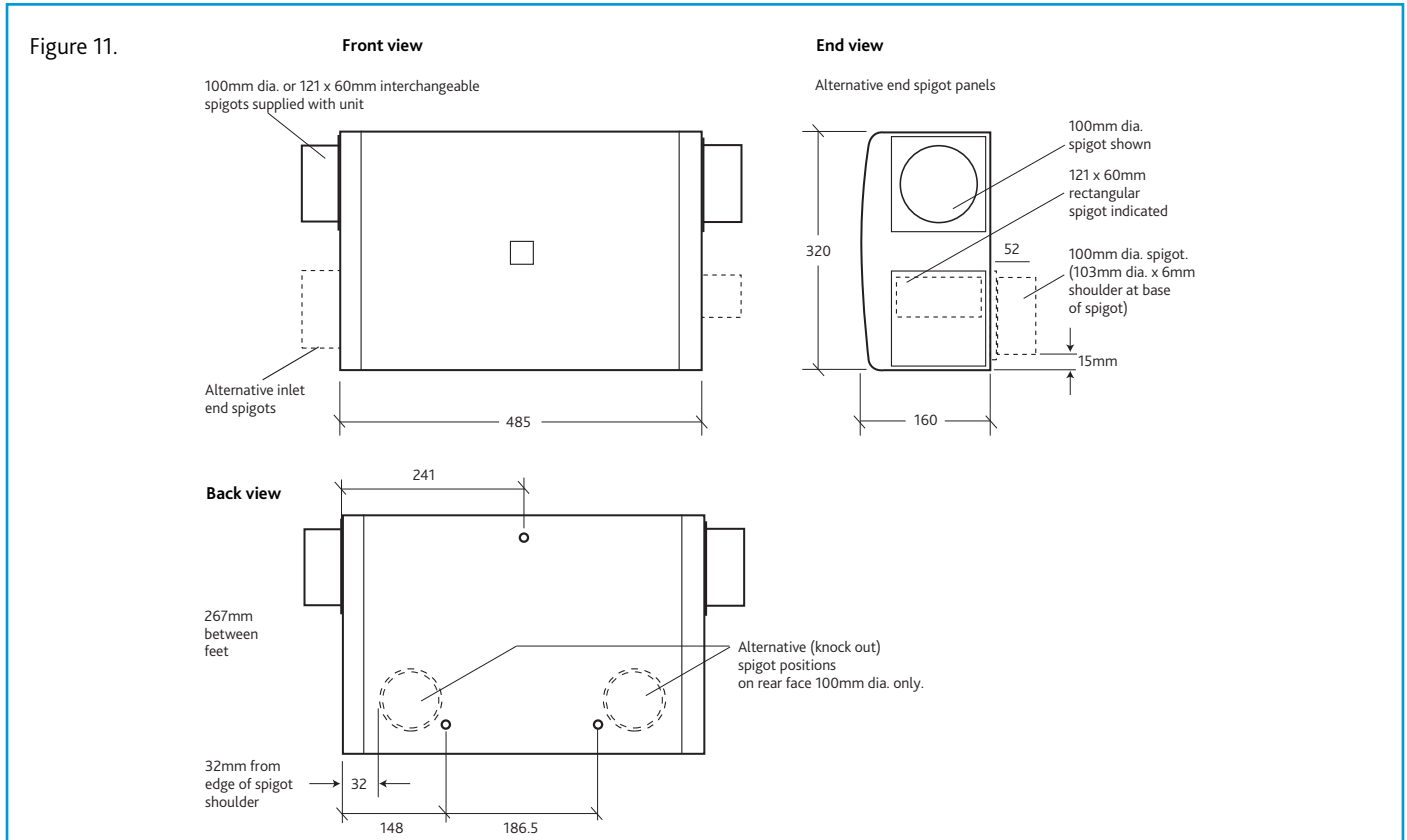 Figure 11.
Front view
100mm dia. or 121 x 60mm interchangeable
spigots supplied with unit
Alternative inlet
end spigots
485
End view
Alternative end spigot panels
100mm dia.
spigot shown
121 x 60mm
rectangular
spigot indicated
320
52
100mm dia. spigot.
(103mm dia. x 6mm
shoulder at base
of spigot)
15mm
160
Back view
241
267mm
between
feet
Alternative (knock out)
spigot positions
on rear face 100mm dia. only.
32mm from
edge of spigot
shoulder
32
148
186.5